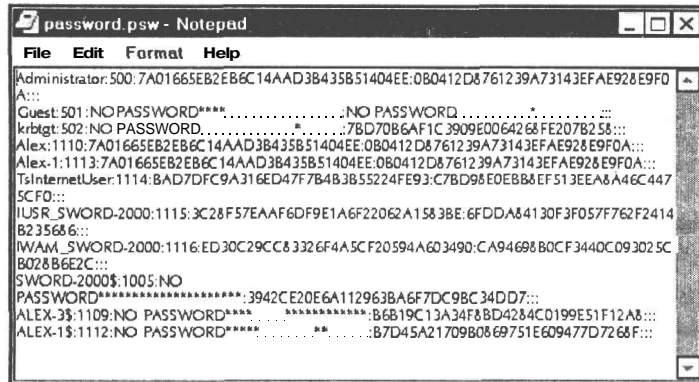 password.psw - Notepad
File Edit Format Help
Administrator:500:7A01665EB2EB6C14AAD3B435B51404EE:0B0412D8761239A73143EFAE928E9F0
A:::
Guest:501:NO PASSWORD****.....................:NO PASSWORD.............*............:::
krbtgt:502:NO PASSWORD.................*.......:7BD70B6AF1C3909E0064268FE207B258:::
Alex:1110:7A01665EB2EB6C14AAD3B435B51404EE:0B0412D8761239A73143EFAE928E9F0A:::
Alex-1:1113:7A01665EB2EB6C14AAD3B435B51404EE:0B0412D8761239A73143EFAE928E9F0A:::
TsInternetUser:1114:BAD7DFC9A316ED47F7B4B3B55224FE93:C7BD98E0EBB8EF513EEA8A46C447
5CF0:::
IUSR_SWORD-2000:1115:3C28F57EAAF6DF9E1A6F22062A1583BE:6FDDA84130F3F057F762F2414
B235686:::
IWAM_SWORD-2000:1116:ED30C29CC83326F4A5CF20594A603490:CA94698B0CF3440C093025C
B028B6E2C:::
SWORD-2000$:1005:NO
PASSWORD*********************:3942CE20E6A112963BA6F7DC9BC34DD7:::
ALEX-3$:1109:NO PASSWORD****.....************:B6B19C13A34F8BD4284C0199E51F12A8:::
ALEX-1$:1112:NO PASSWORD*****..........**........:B7D45A21709B0869751E609477D7268F:::